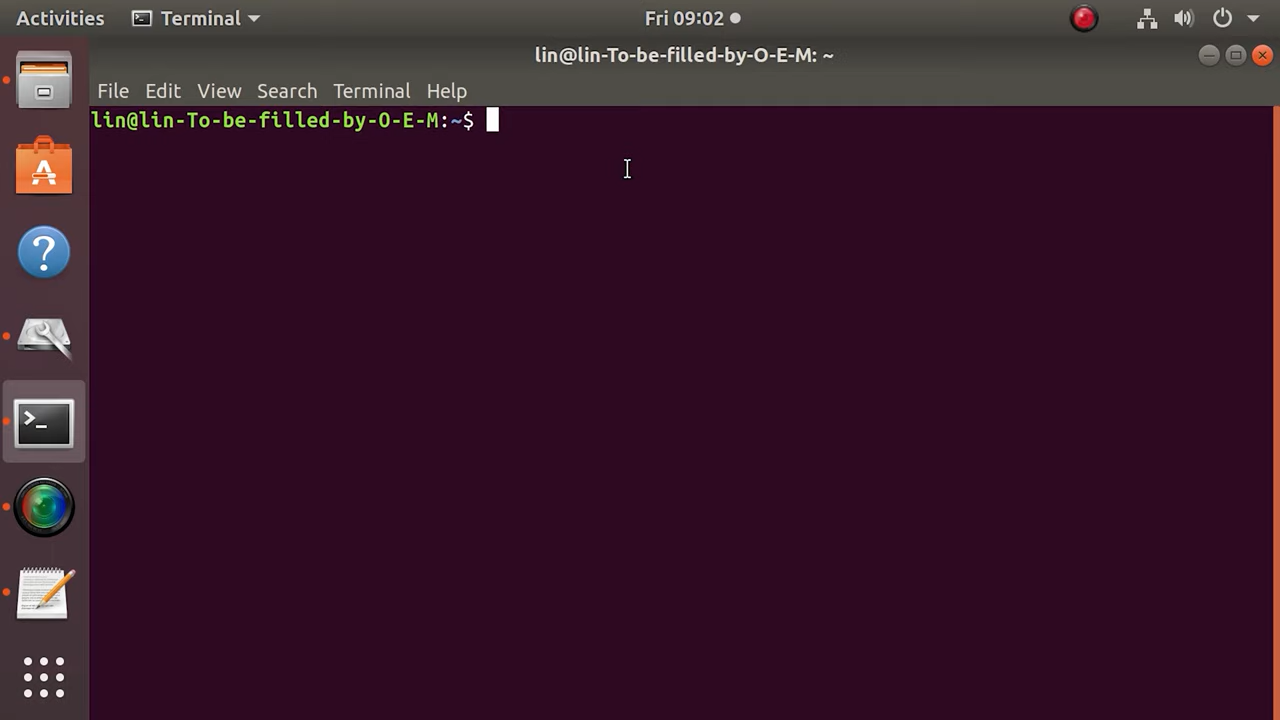 Activities Terminal Fri 09:02
lin@lin-To-be-filled-by-O-E-M: ~
File Edit View Search Terminal Help
lin@lin-To-be-filled-by-O-E-M:~$